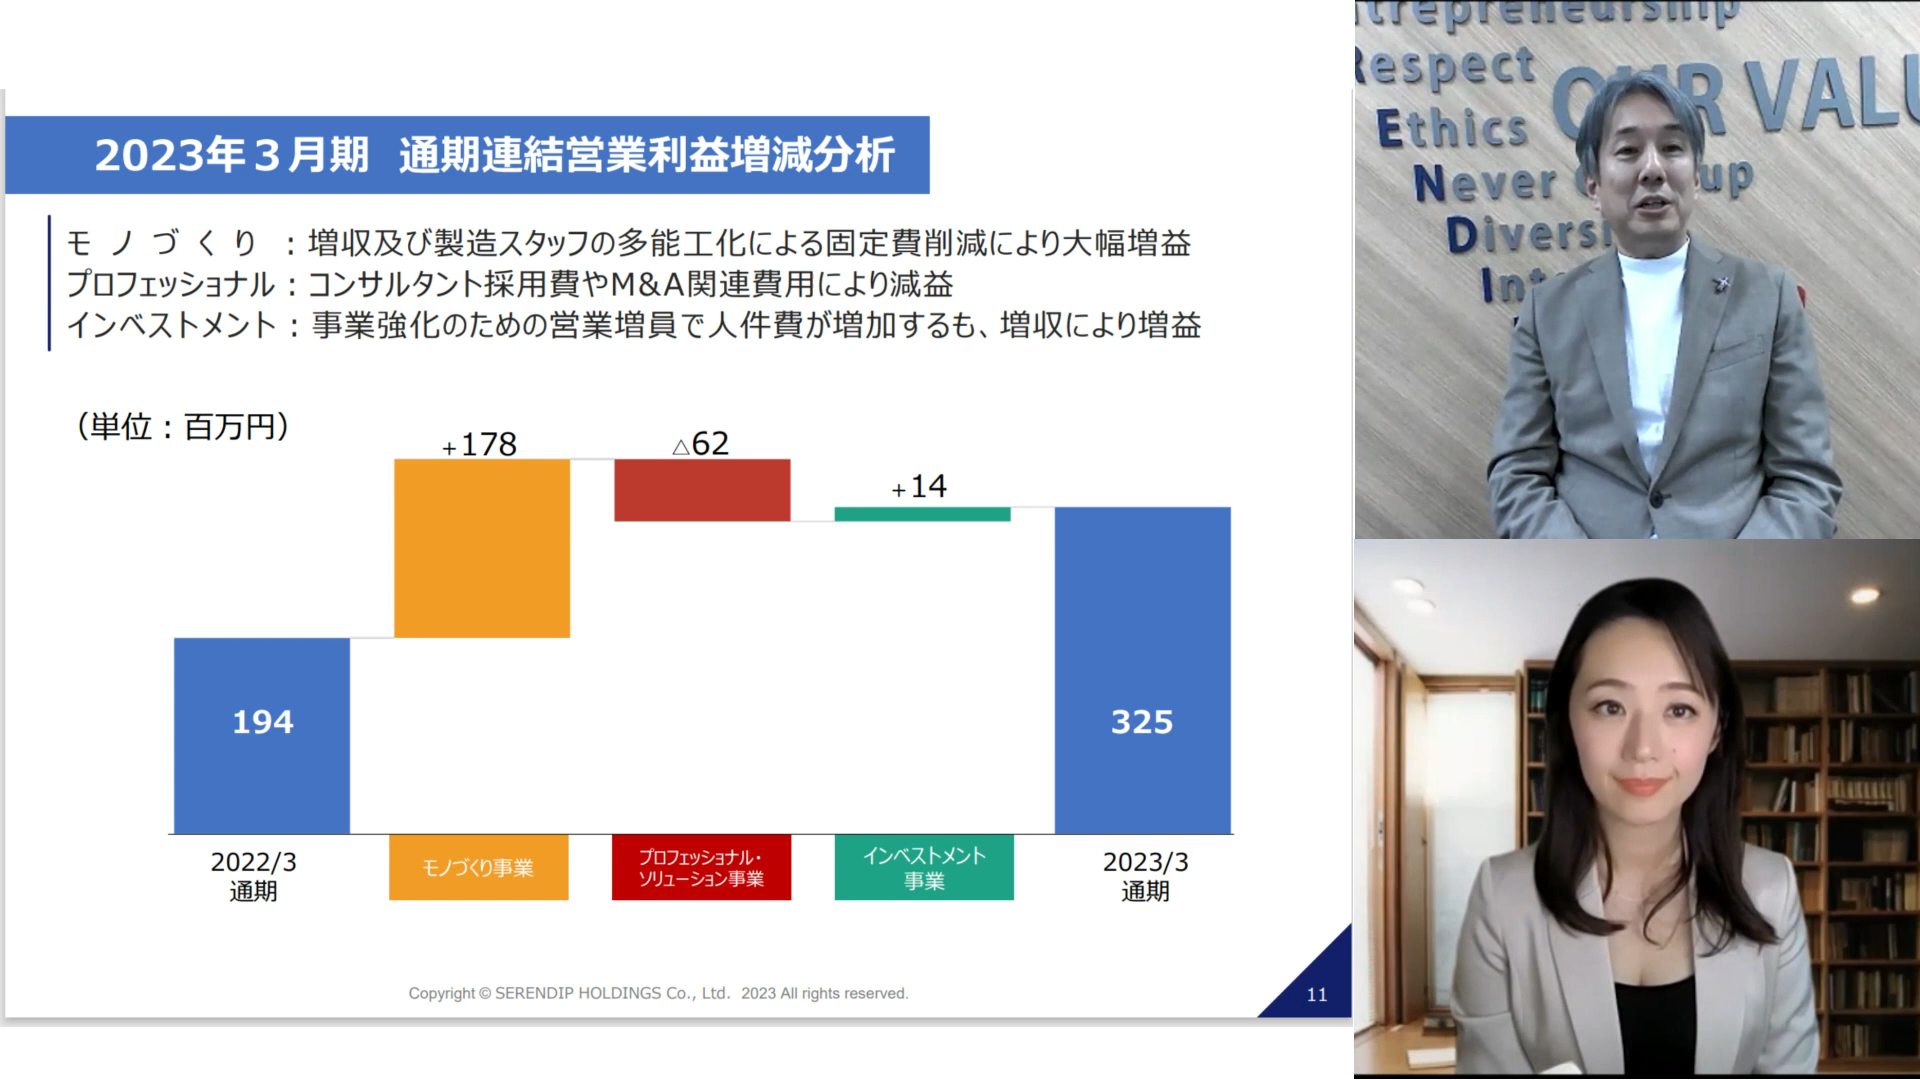 2023年３月期 通期連結営業利益増減分析
モノづくり ：増収及び製造スタッフの多能工化による固定費削減により大幅増益
プロフェッショナル：コンサルタント採用費やM&A関連費用により減益
インベストメント：事業強化のための営業増員で人件費が増加するも、増収により増益
（単位：百万円）
+178
△62
+14
194
325
2022/3
通期
モノづくり事業
プロフェッショナル・
ソリューション事業
インベストメント
事業
2023/3
通期
Copyright © SERENDIP HOLDINGS Co., Ltd. 2023 All rights reserved.
11
Respect
OUR VALU
Ethics
Never
up